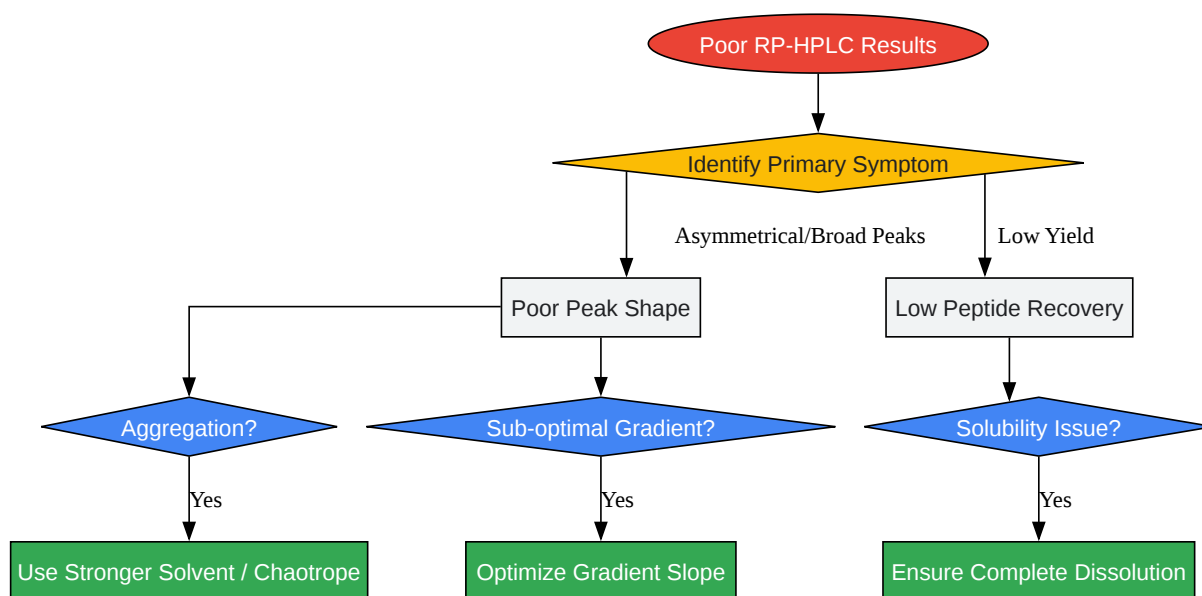 Poor RP-HPLC Results
Identify Primary Symptom
Asymmetrical/Broad Peaks
Low Yield
Poor Peak Shape
Low Peptide Recovery
Aggregation?
Sub-optimal Gradient?
Solubility Issue?
Yes
Yes
Yes
Use Stronger Solvent / Chaotrope
Optimize Gradient Slope
Ensure Complete Dissolution